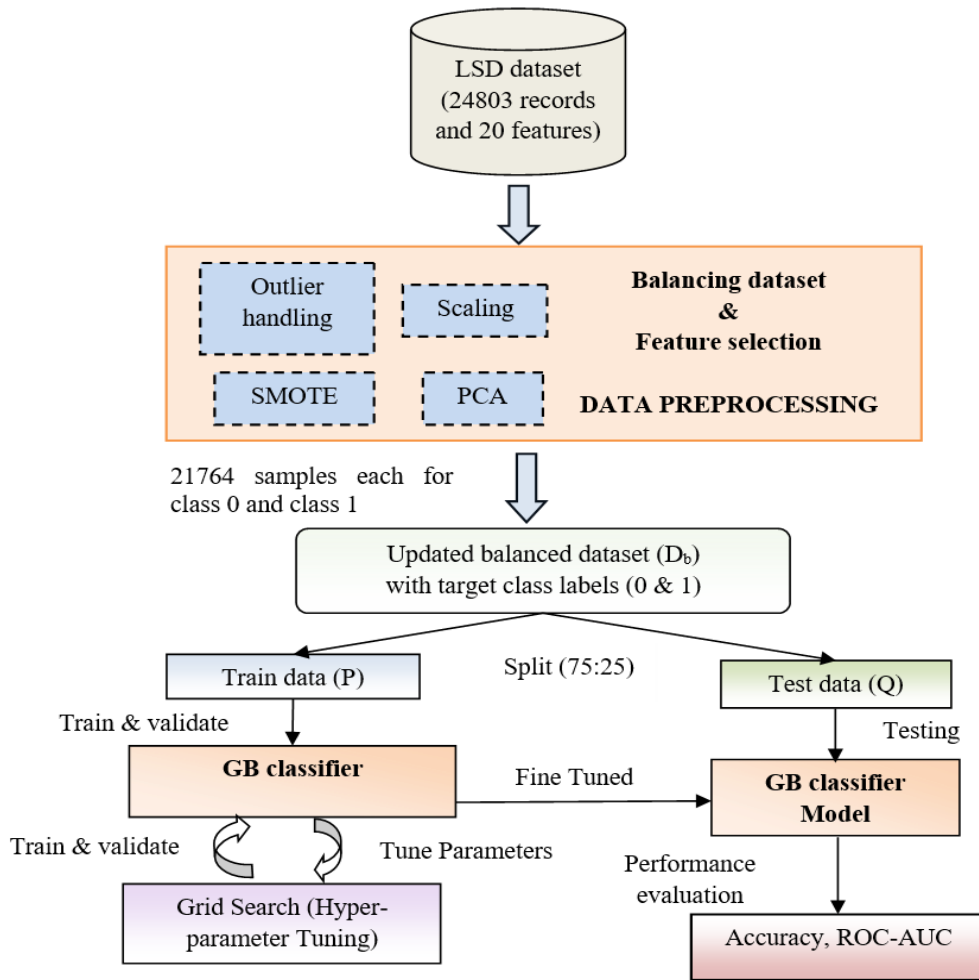 LSD dataset
(24803 records
and 20 features)
Outlier
handling
Scaling
Balancing dataset
&
Feature selection
SMOTE
PCA
DATA PREPROCESSING
21764 samples each for
class 0 and class 1
Updated balanced dataset (D_b)
with target class labels (0 & 1)
Train data (P)
Split (75:25)
Test data (Q)
Train & validate
Testing
GB classifier
Fine Tuned
GB classifier
Model
Train & validate
Tune Parameters
Performance
evaluation
Grid Search (Hyper-
parameter Tuning)
Accuracy, ROC-AUC